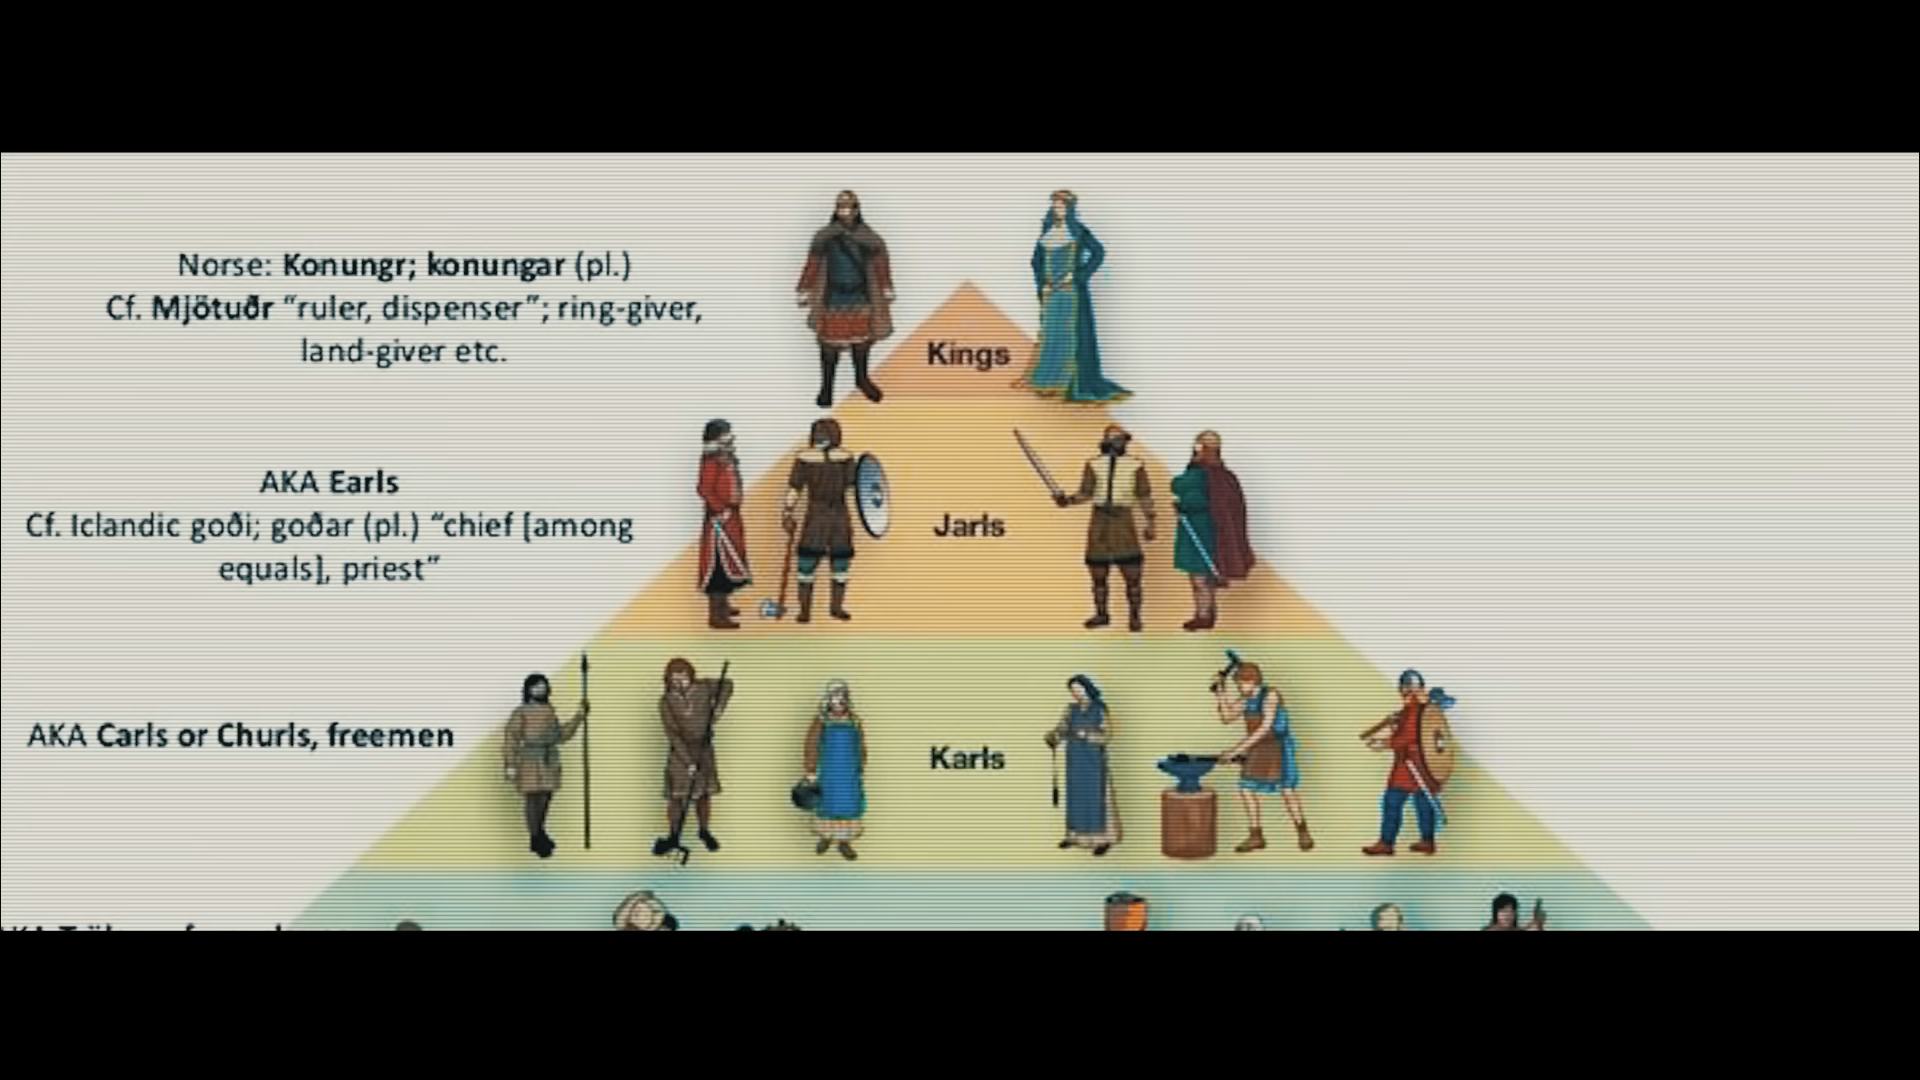 Norse: Konungr; konungar (pl.)
Cf. Mjötuðr “ruler, dispenser”; ring-giver,
land-giver etc.
Kings
AKA Earls
Cf. Iclandic goði; goðar (pl.) “chief [among
equals], priest”
Jarls
AKA Carls or Churls, freemen
Karls